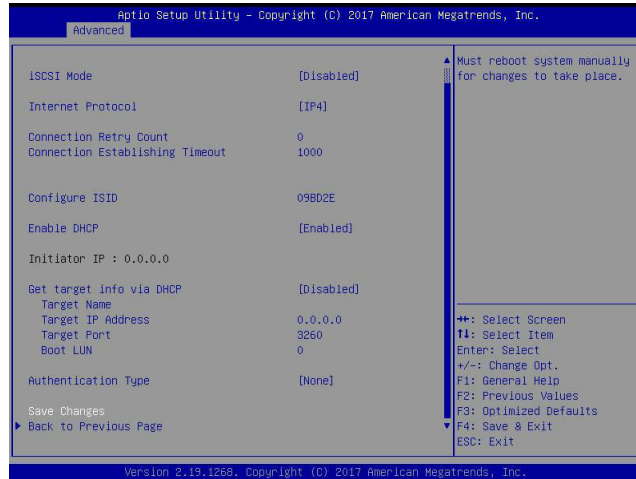 Aptio Setup Utility – Copyright (C) 2017 American Megatrends, Inc.
Advanced
iSCSI Mode [Disabled]
Internet Protocol [IP4]
Connection Retry Count 0
Connection Establishing Timeout 1000
Configure ISID 09BD2E
Enable DHCP [Enabled]
Initiator IP : 0.0.0.0
Get target info via DHCP [Disabled]
Target Name
Target IP Address 0.0.0.0
Target Port 3260
Boot LUN 0
Authentication Type [None]
Save Changes
Back to Previous Page
Must reboot system manually
for changes to take place.
→←: Select Screen
↑↓: Select Item
Enter: Select
+/-: Change Opt.
F1: General Help
F2: Previous Values
F3: Optimized Defaults
F4: Save & Exit
ESC: Exit
Version 2.19.1268. Copyright (C) 2017 American Megatrends, Inc.